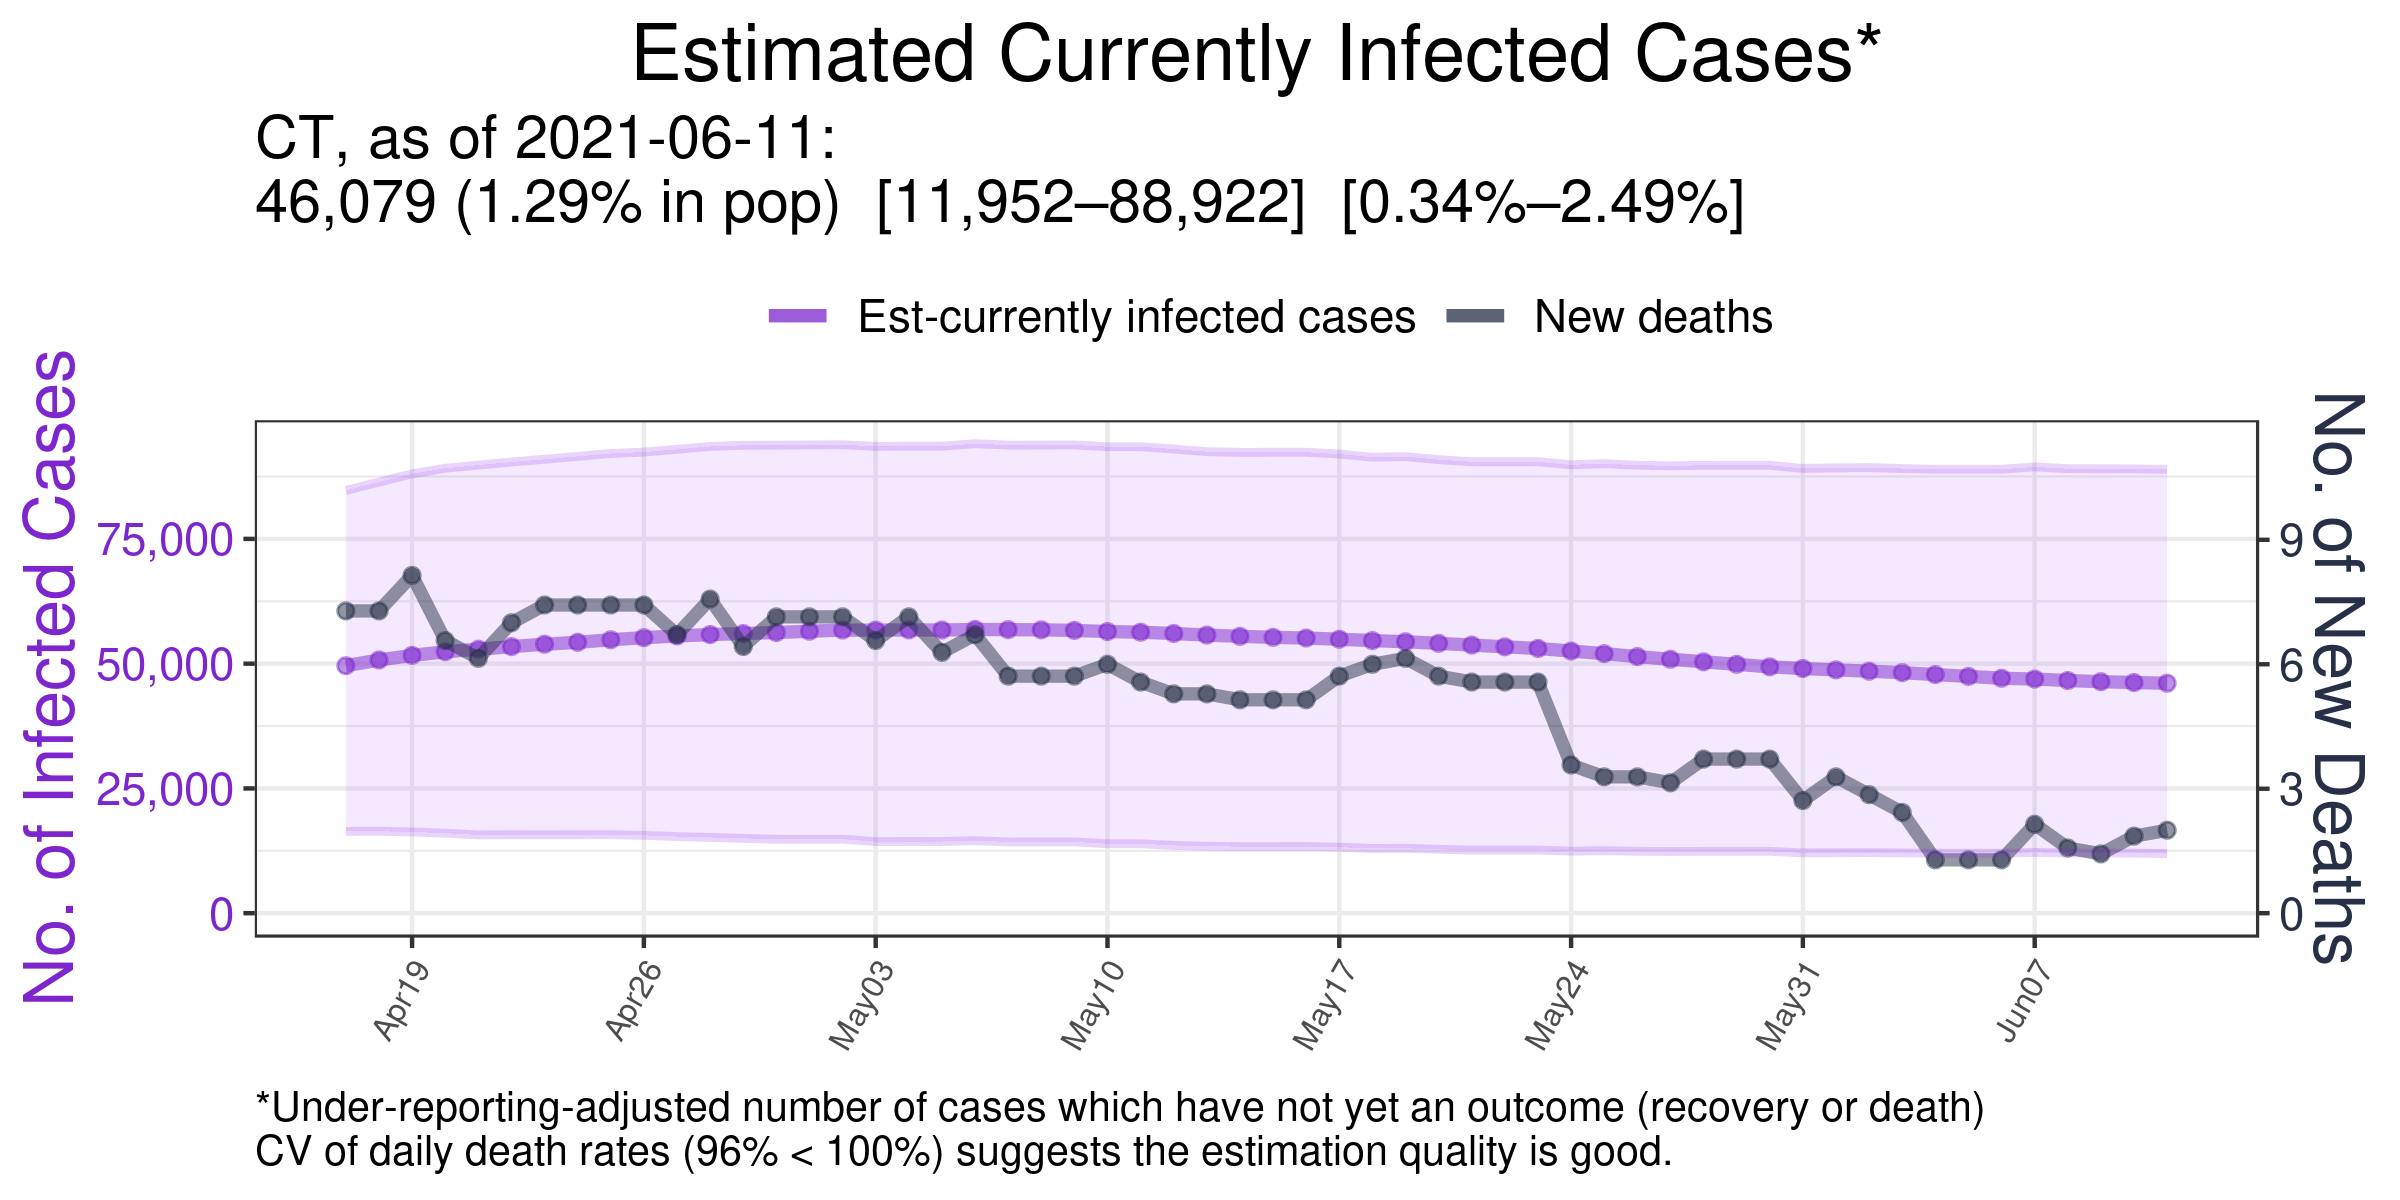 Estimated Currently Infected Cases*
CT, as of 2021-06-11:
46,079 (1.29% in pop)  [11,952–88,922]  [0.34%–2.49%]
Est-currently infected cases
New deaths
No. of Infected Cases
75,000
50,000
25,000
0
No. of New Deaths
9
6
3
0
Apr19
Apr26
May03
May10
May17
May24
May31
Jun07
*Under-reporting-adjusted number of cases which have not yet an outcome (recovery or death)
CV of daily death rates (96% < 100%) suggests the estimation quality is good.